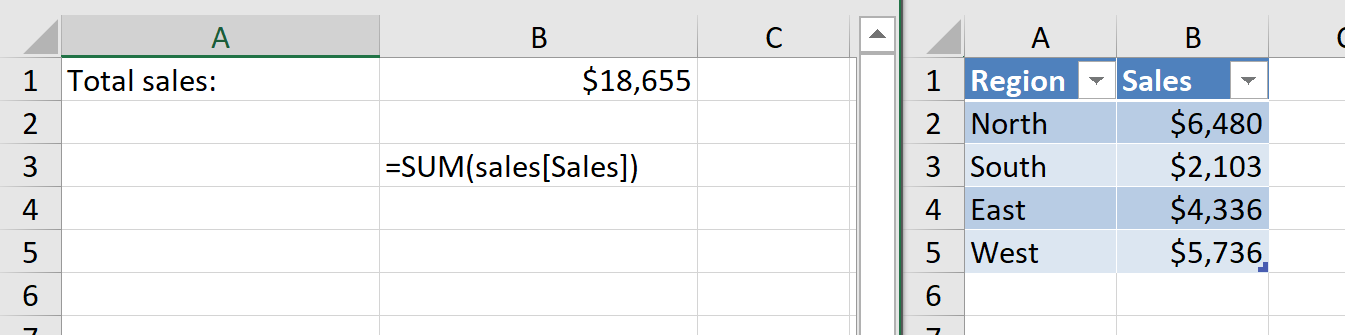 A B C
1 Total sales: $18,655
2
3 =SUM(sales[Sales])
4
5
6
7
A B C
1 Region Sales
2 North $6,480
3 South $2,103
4 East $4,336
5 West $5,736
6
7